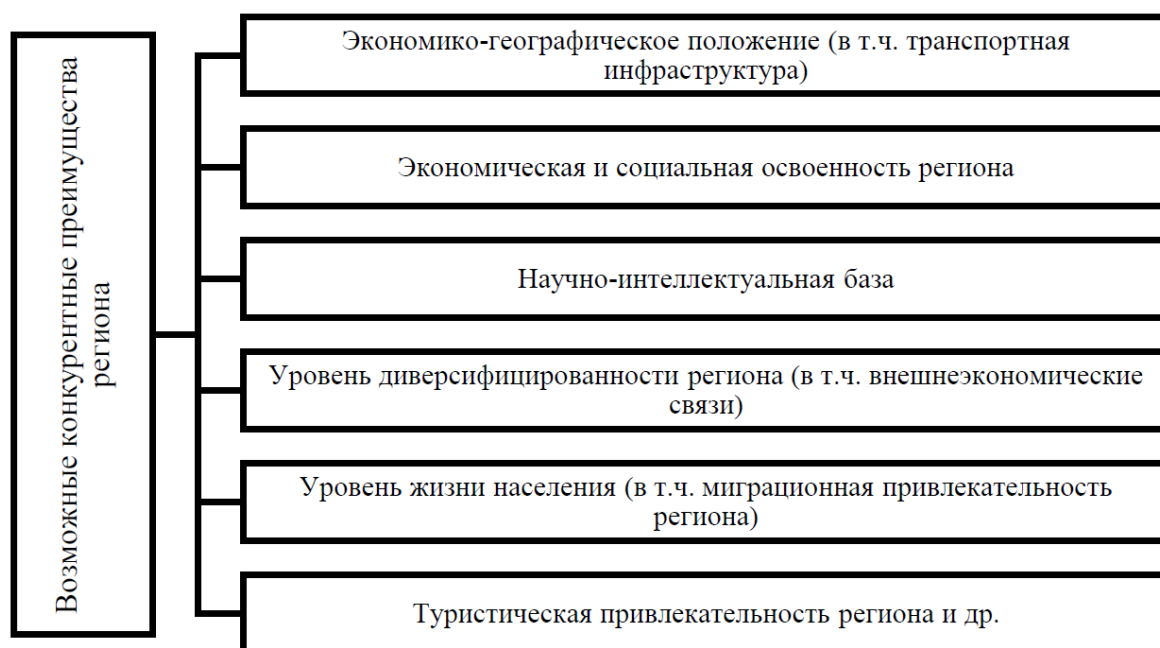 Возможные конкурентные преимущества
региона
Экономико-географическое положение (в т.ч. транспортная
инфраструктура)
Экономическая и социальная освоенность региона
Научно-интеллектуальная база
Уровень диверсифицированности региона (в т.ч. внешнеэкономические
связи)
Уровень жизни населения (в т.ч. миграционная привлекательность
региона)
Туристическая привлекательность региона и др.